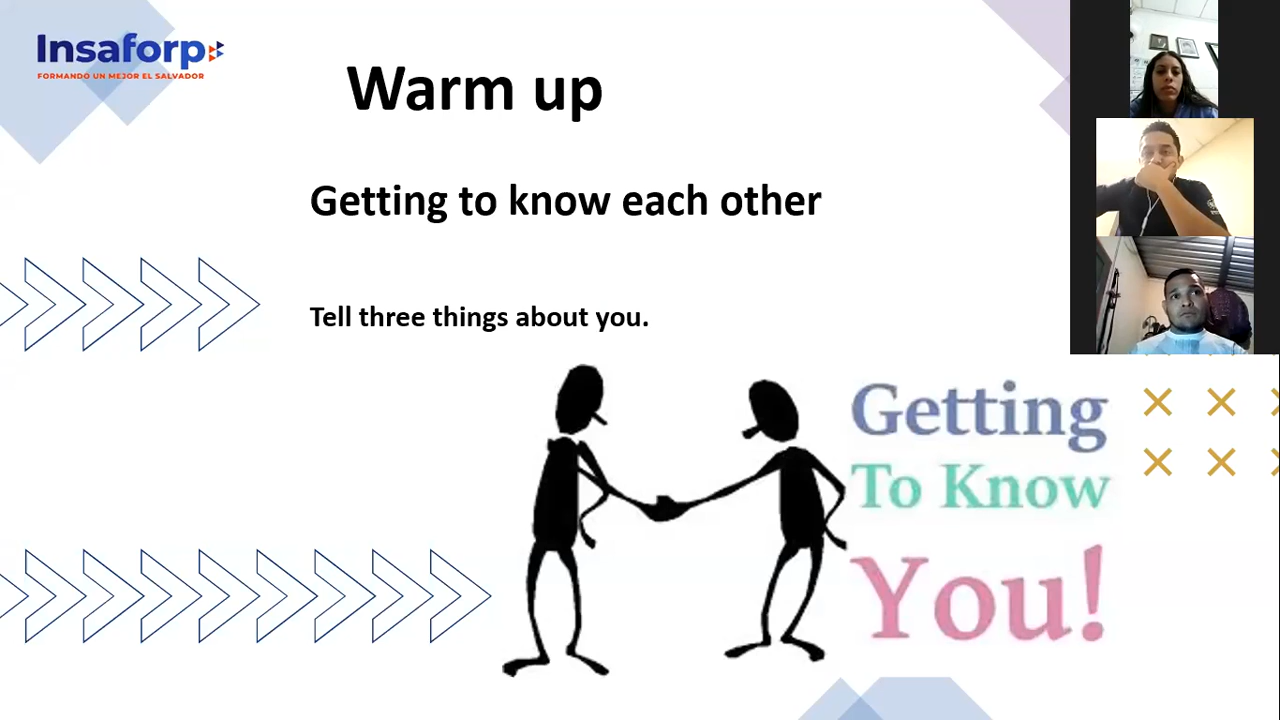 Insaforp
FORMANDO UN MEJOR EL SALVADOR
Warm up
Getting to know each other
Tell three things about you.
Getting
To Know
You!